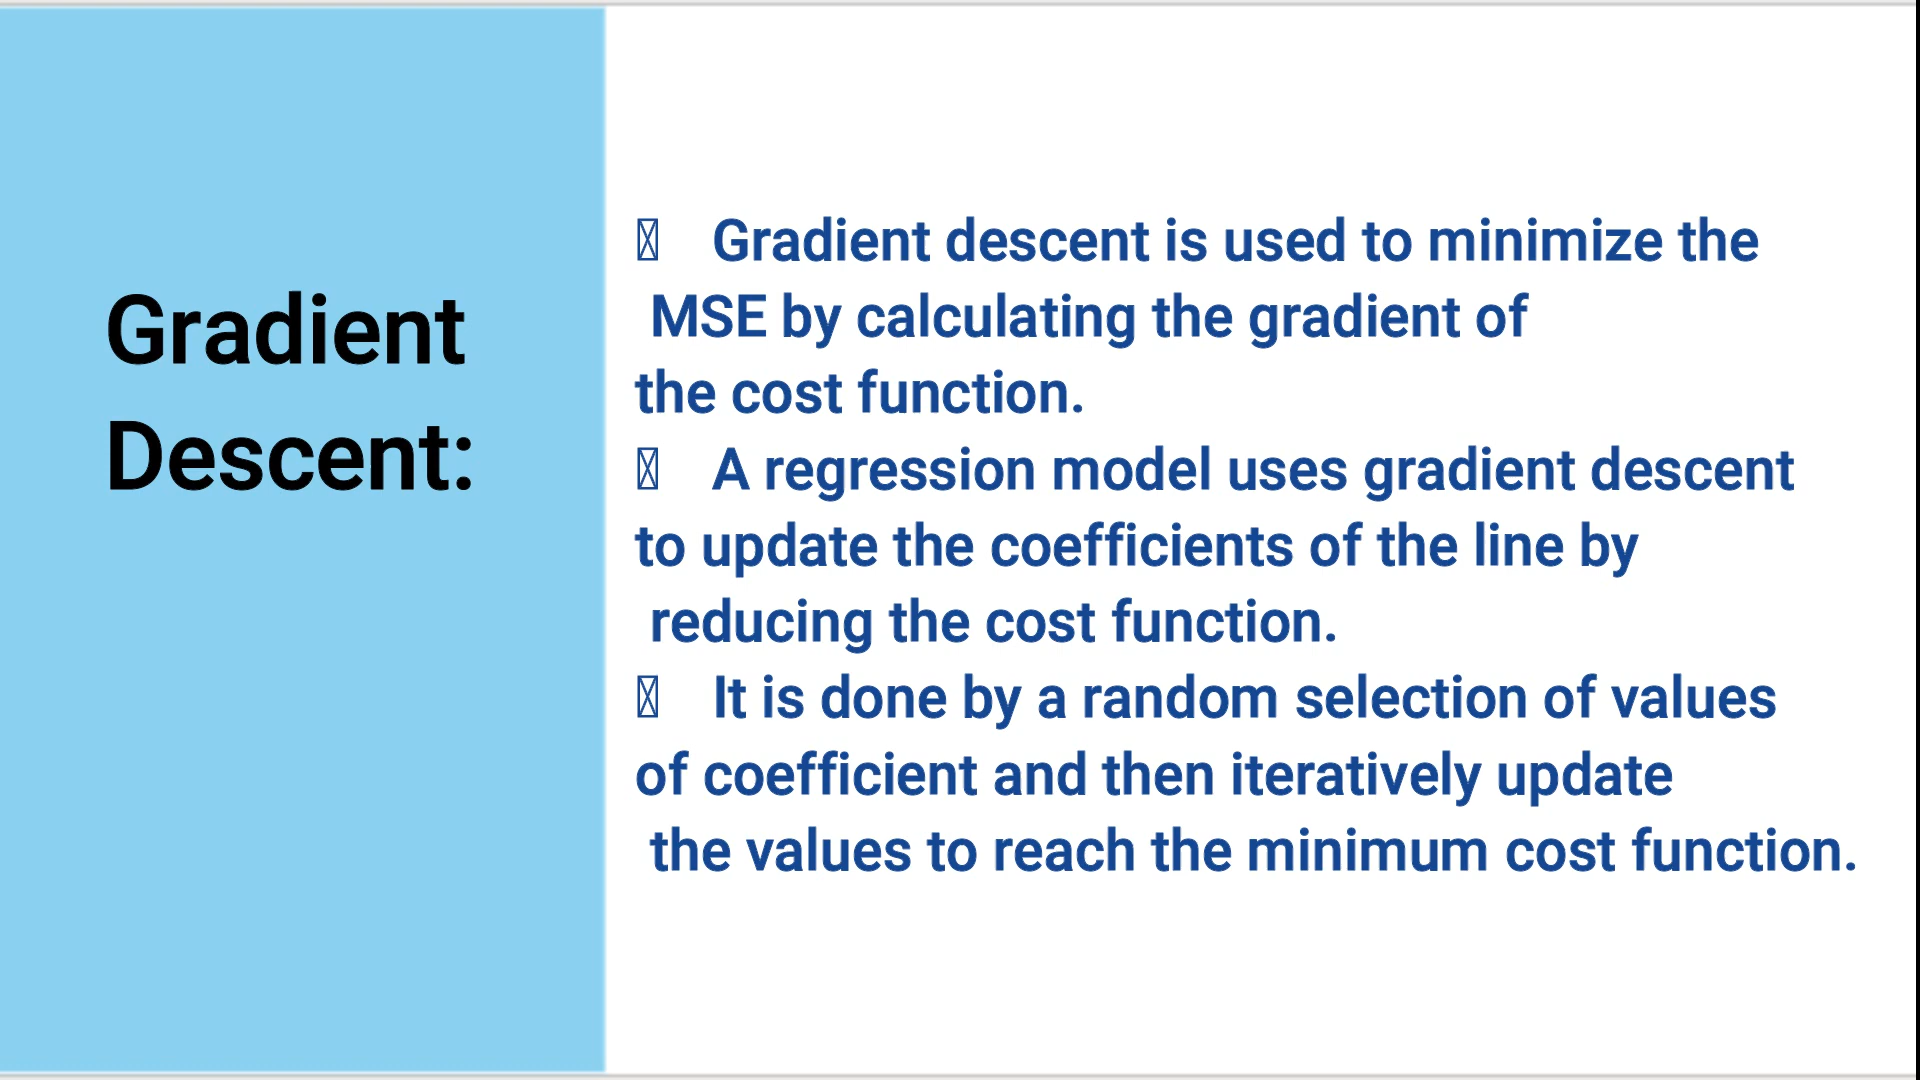 Gradient
Descent:
Gradient descent is used to minimize the
MSE by calculating the gradient of
the cost function.
A regression model uses gradient descent
to update the coefficients of the line by
reducing the cost function.
It is done by a random selection of values
of coefficient and then iteratively update
the values to reach the minimum cost function.